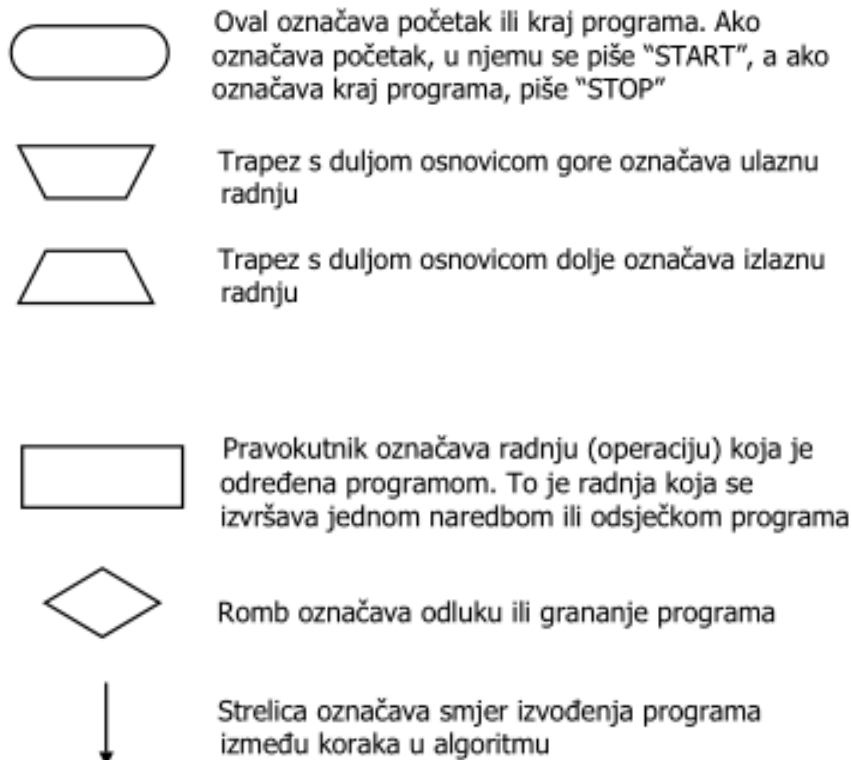 Oval označava početak ili kraj programa. Ako
označava početak, u njemu se piše “START”, a ako
označava kraj programa, piše “STOP”
Trapez s duljom osnovicom gore označava ulaznu
radnju
Trapez s duljom osnovicom dolje označava izlaznu
radnju
Pravokutnik označava radnju (operaciju) koja je
određena programom. To je radnja koja se
izvršava jednom naredbom ili odsječkom programa
Romb označava odluku ili grananje programa
Strelica označava smjer izvođenja programa
između koraka u algoritmu